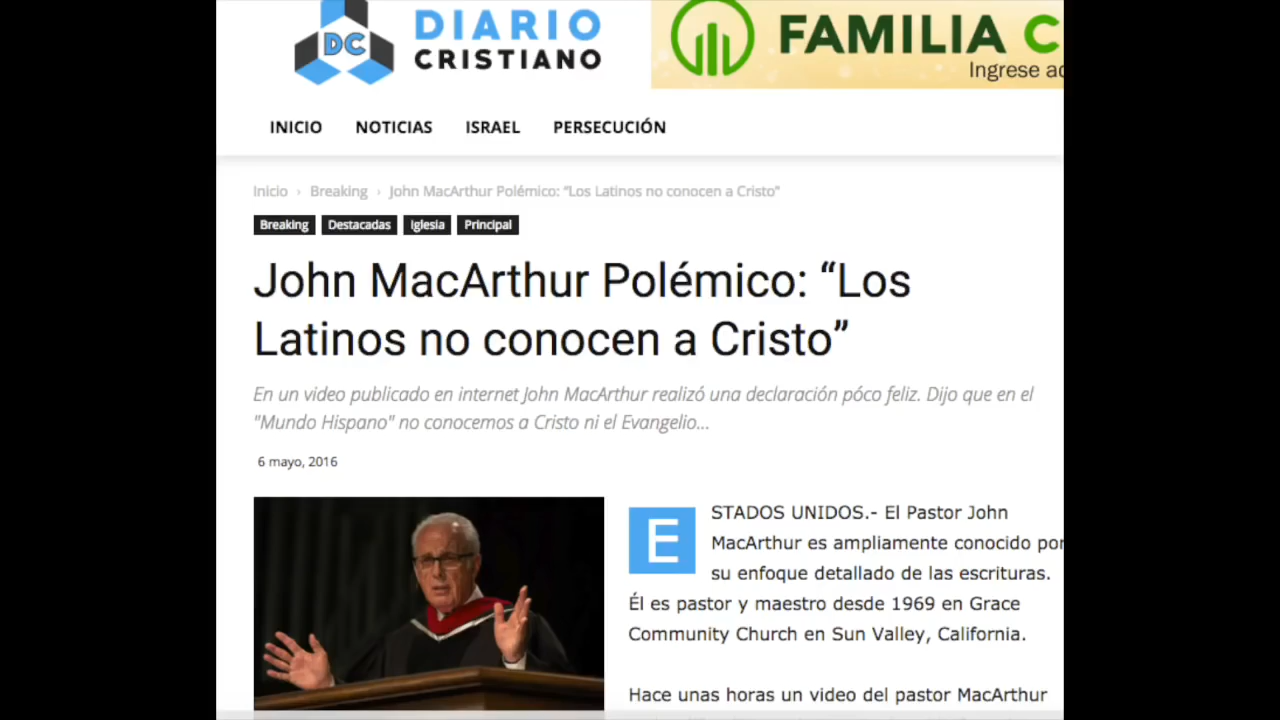 DIARIO
CRISTIANO
DC
FAMILIA C
Ingrese
INICIO NOTICIAS ISRAEL PERSECUCIÓN
Inicio › Breaking › John MacArthur Polémico: “Los Latinos no conocen a Cristo”
Breaking Destacadas Iglesia Principal
John MacArthur Polémico: “Los
Latinos no conocen a Cristo”
En un video publicado en internet John MacArthur realizó una declaración póco feliz. Dijo que en el
"Mundo Hispano" no conocemos a Cristo ni el Evangelio...
6 mayo, 2016
ESTADOS UNIDOS.- El Pastor John
MacArthur es ampliamente conocido por
su enfoque detallado de las escrituras.
Él es pastor y maestro desde 1969 en Grace
Community Church en Sun Valley, California.
Hace unas horas un video del pastor MacArthur